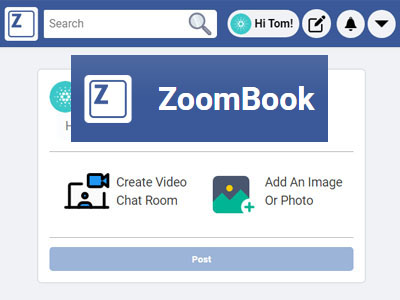 Z
Search
Hi Tom!
Z
ZoomBook
H
Create Video
Chat Room
Add An Image
Or Photo
Post